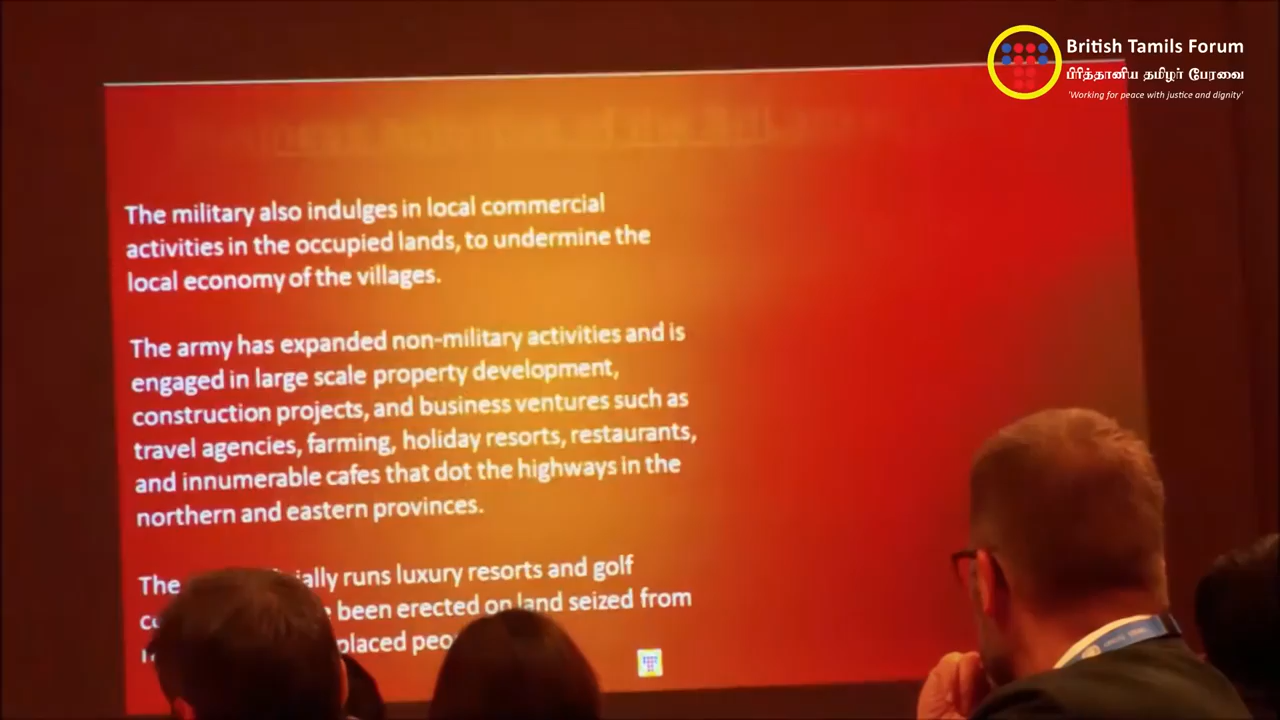 British Tamils Forum
பிரித்தானிய தமிழர் பேரவை
'Working for peace with justice and dignity'
The military also indulges in local commercial
activities in the occupied lands, to undermine the
local economy of the villages.
The army has expanded non-military activities and is
engaged in large scale property development,
construction projects, and business ventures such as
travel agencies, farming, holiday resorts, restaurants,
and innumerable cafes that dot the highways in the
northern and eastern provinces.
The runs luxury resorts and golf
been erected on land seized from